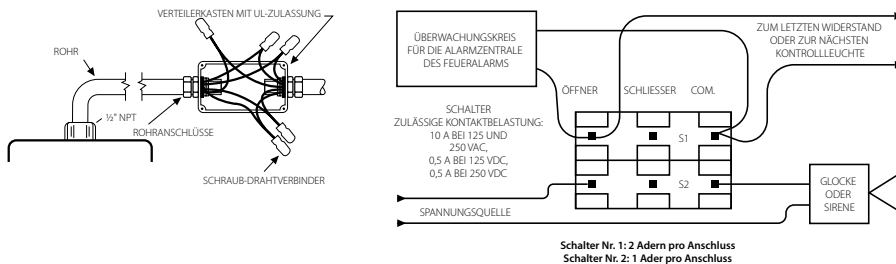 VERTEILERKASTEN MIT UL-ZULASSUNG
ROHR
½" NPT
ROHRANSCHLÜSSE
SCHRAUB-DRAHTVERBINDER
ÜBERWACHUNGSKREIS
FÜR DIE ALARMZENTRALE
DES FEUERALARMS
ZUM LETZTEN WIDERSTAND
ODER ZUR NÄCHSTEN
KONTROLLLEUCHTE
ÖFFNER SCHLIESSER COM.
SCHALTER
ZULÄSSIGE KONTAKTBELASTUNG:
10 A BEI 125 UND
250 VAC,
0,5 A BEI 125 VDC,
0,5 A BEI 250 VDC
S1
S2
SPANNUNGSQUELLE
GLOCKE
ODER
SIRENE
Schalter Nr. 1: 2 Adern pro Anschluss
Schalter Nr. 2: 1 Ader pro Anschluss